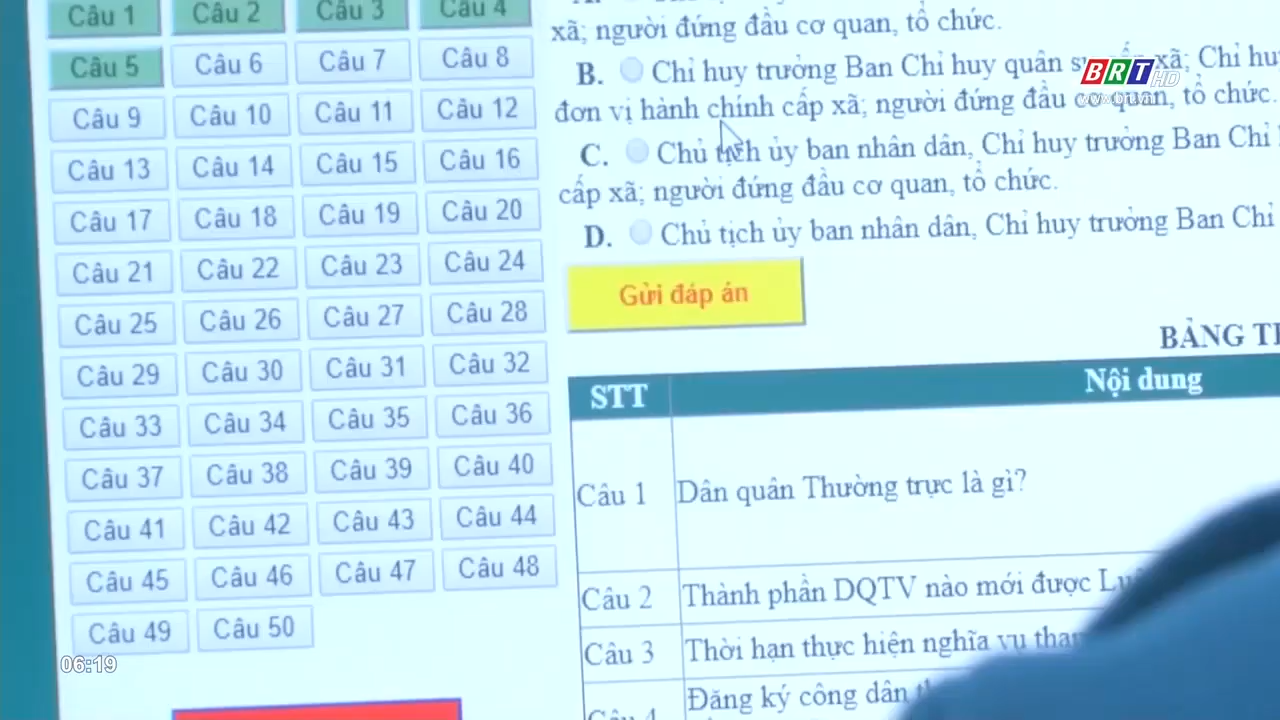 Câu 1 Câu 2 Câu 3 Câu 4
Câu 5 Câu 6 Câu 7 Câu 8
Câu 9 Câu 10 Câu 11 Câu 12
Câu 13 Câu 14 Câu 15 Câu 16
Câu 17 Câu 18 Câu 19 Câu 20
Câu 21 Câu 22 Câu 23 Câu 24
Câu 25 Câu 26 Câu 27 Câu 28
Câu 29 Câu 30 Câu 31 Câu 32
Câu 33 Câu 34 Câu 35 Câu 36
Câu 37 Câu 38 Câu 39 Câu 40
Câu 41 Câu 42 Câu 43 Câu 44
Câu 45 Câu 46 Câu 47 Câu 48
Câu 49 Câu 50
06:19
xã; người đứng đầu cơ quan, tổ chức.
B. Chỉ huy trưởng Ban Chỉ huy quân xã; Chỉ hu
đơn vị hành chính cấp xã; người đứng đầu cơ quan, tổ chức.
C. Chủ tịch ủy ban nhân dân, Chỉ huy trưởng Ban Chỉ
cấp xã; người đứng đầu cơ quan, tổ chức.
D. Chủ tịch ủy ban nhân dân, Chỉ huy trưởng Ban Chỉ
Gửi đáp án
BẢNG
STT Nội dung
Câu 1 Dân quân Thường trực là gì?
Câu 2 Thành phần DQTV nào mới được
Câu 3 Thời hạn thực hiện nghĩa vụ
Câu 4 Đăng ký công dân
BRT HD